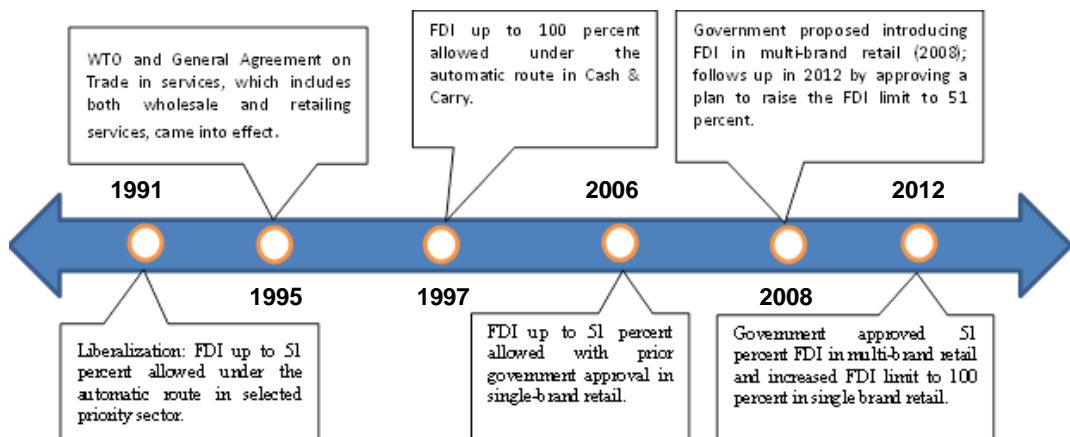 WTO and General Agreement on
Trade in services, which includes
both wholesale and retailing
services, came into effect.
FDI up to 100 percent
allowed under the
automatic route in Cash &
Carry.
Government proposed introducing
FDI in multi-brand retail (2008);
follows up in 2012 by approving a
plan to raise the FDI limit to 51
percent.
1991
2006
2012
1995
1997
2008
Liberalization: FDI up to 51
percent allowed under the
automatic route in selected
priority sector.
FDI up to 51 percent
allowed with prior
government approval in
single-brand retail.
Government approved 51
percent FDI in multi-brand retail
and increased FDI limit to 100
percent in single brand retail.